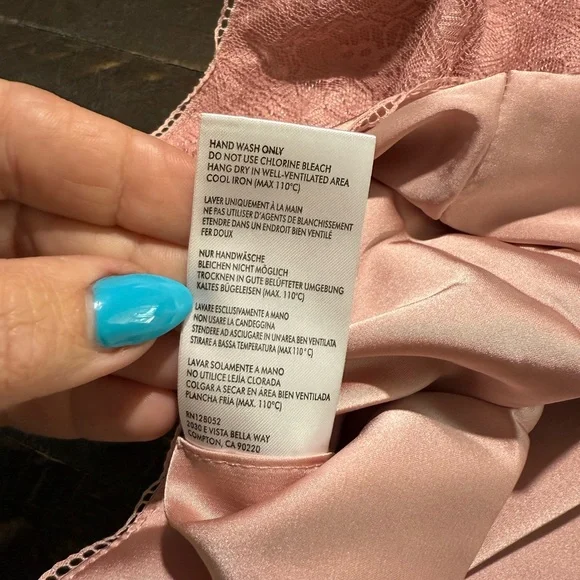 HAND WASH ONLY
DO NOT USE CHLORINE BLEACH
HANG DRY IN WELL-VENTILATED AREA
COOL IRON (MAX 110°C)
LAVER UNIQUEMENT À LA MAIN
NE PAS UTILISER D'AGENTS DE BLANCHISSEMENT
ETENDRE DANS UN ENDROIT BIEN VENTILÉ
FER DOUX
NUR HANDWÄSCHE
BLEICHEN NICHT MÖGLICH
TROCKNEN IN GUTE BELÜFTETER UMGEBUNG
KALTES BÜGELEISEN (MAX. 110°C)
LAVARE ESCLUSIVAMENTE A MANO
NON USARE LA CANDEGGINA
STENDERE AD ASCIUGARE IN UN AREA BEN VENTILATA
STIRARE A BASSA TEMPERATURA (MAX 110°C)
LAVAR SOLAMENTE A MANO
NO UTILICE LEJÍA CLORADA
COLGAR A SECAR EN ÁREA BIEN VENTILADA
PLANCHA FRIA (MAX. 110°C)
RN128052
2030 E VISTA BELLA WAY
COMPTON, CA 90220